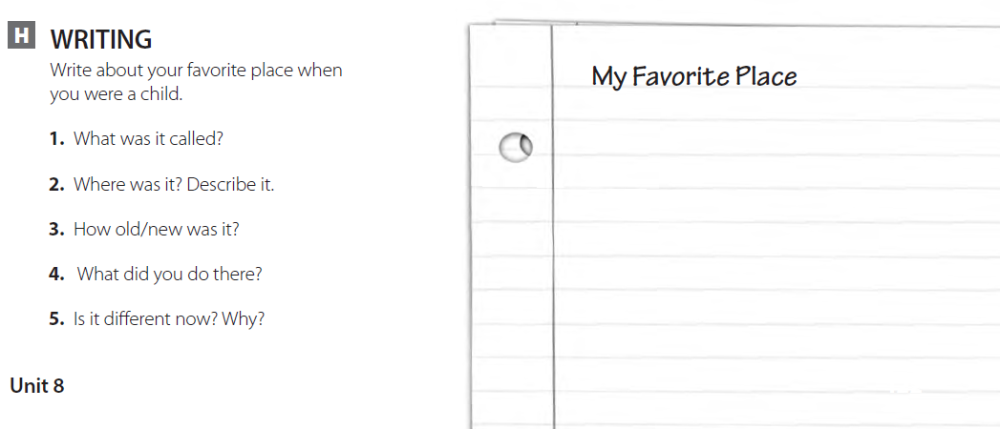 H WRITING
Write about your favorite place when
you were a child.
1. What was it called?
2. Where was it? Describe it.
3. How old/new was it?
4. What did you do there?
5. Is it different now? Why?
Unit 8
My Favorite Place